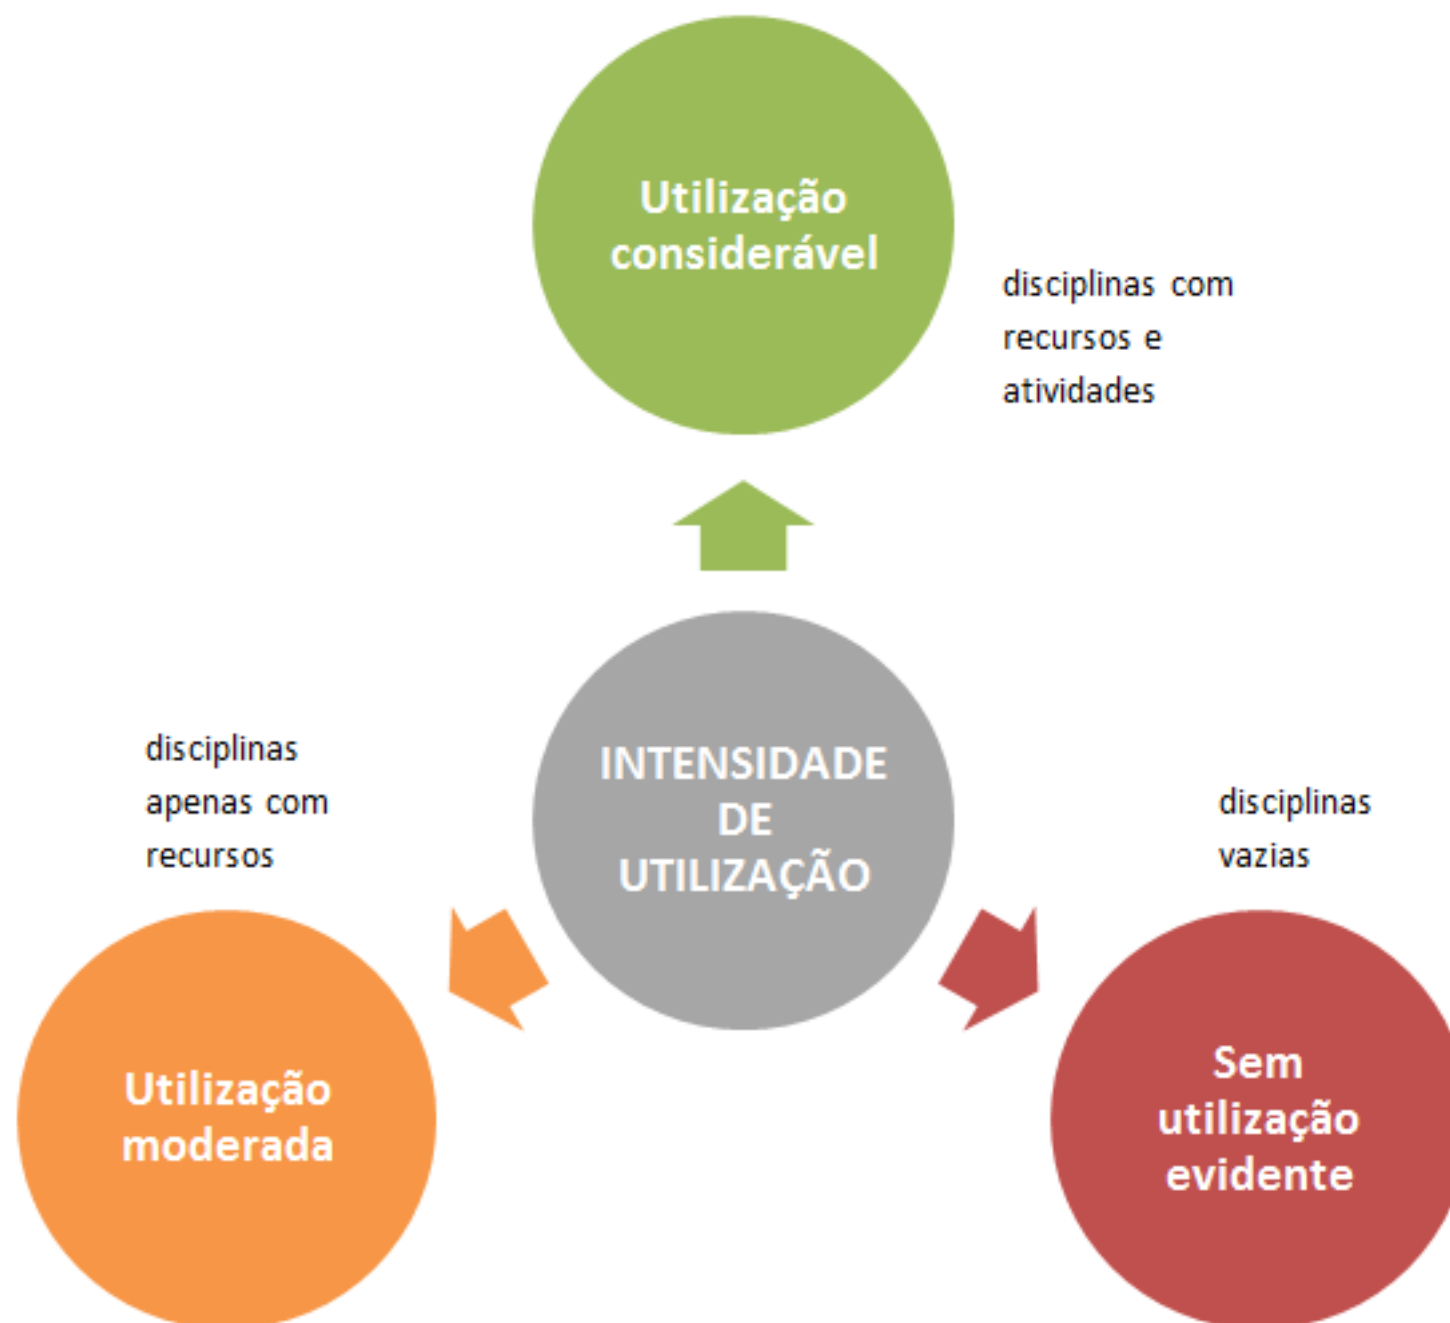 Utilização
considerável
disciplinas com
recursos e
atividades
INTENSIDADE
DE
UTILIZAÇÃO
disciplinas
apenas com
recursos
Utilização
moderada
disciplinas
vazias
Sem
utilização
evidente